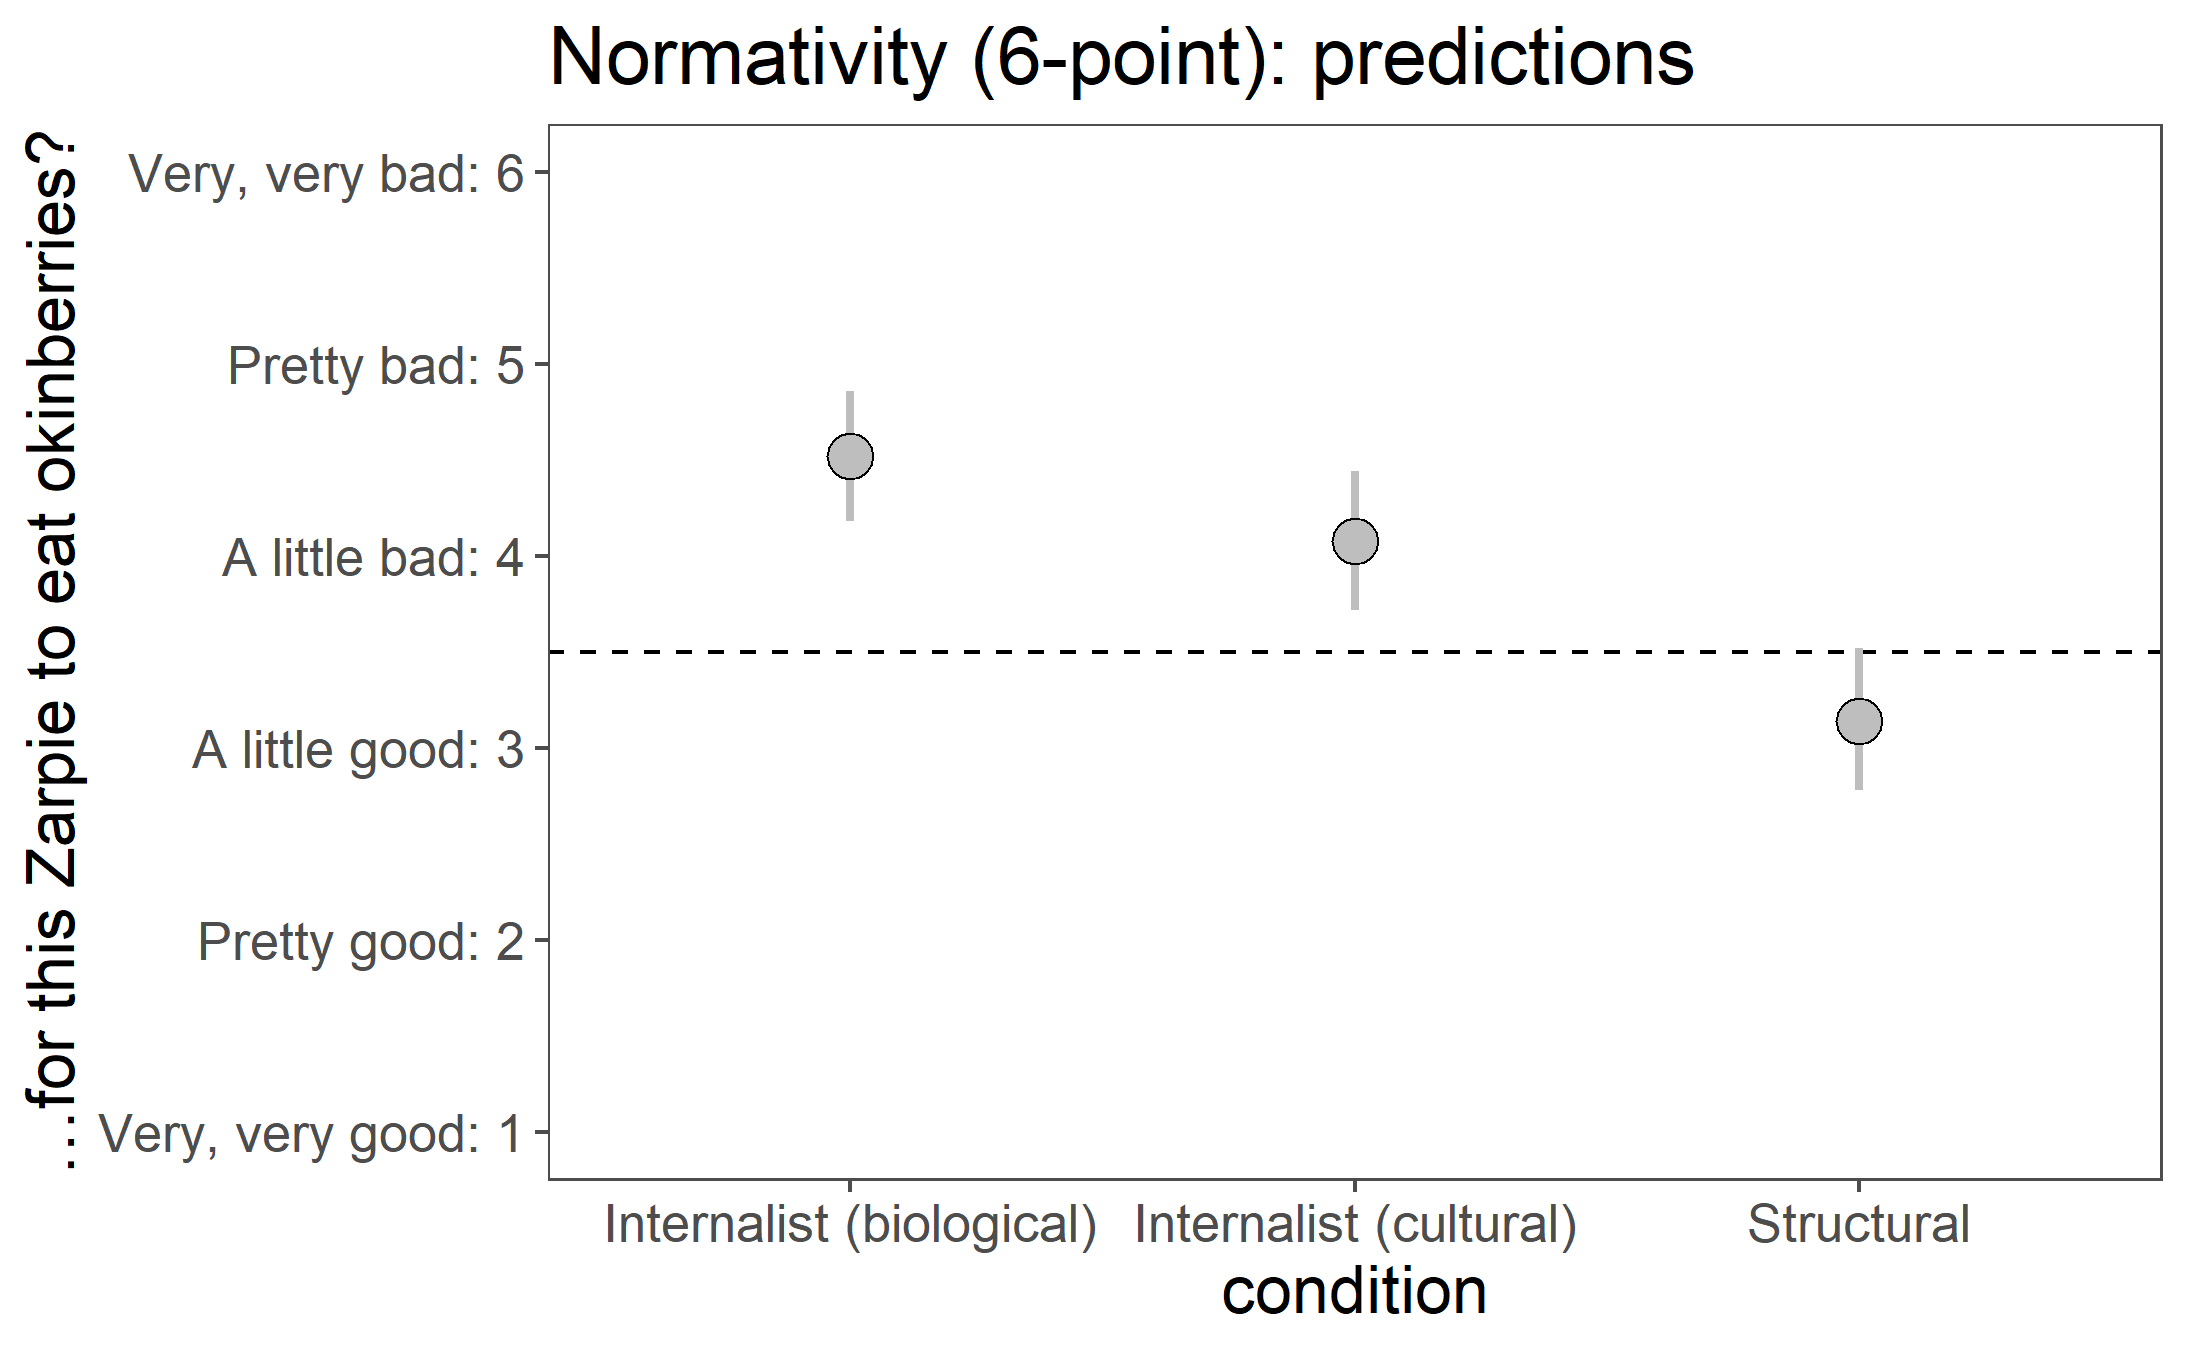 Normativity (6-point): predictions
...for this Zarpie to eat okinberries?
Very, very bad: 6
Pretty bad: 5
A little bad: 4
A little good: 3
Pretty good: 2
Very, very good: 1
Internalist (biological)
Internalist (cultural)
Structural
condition